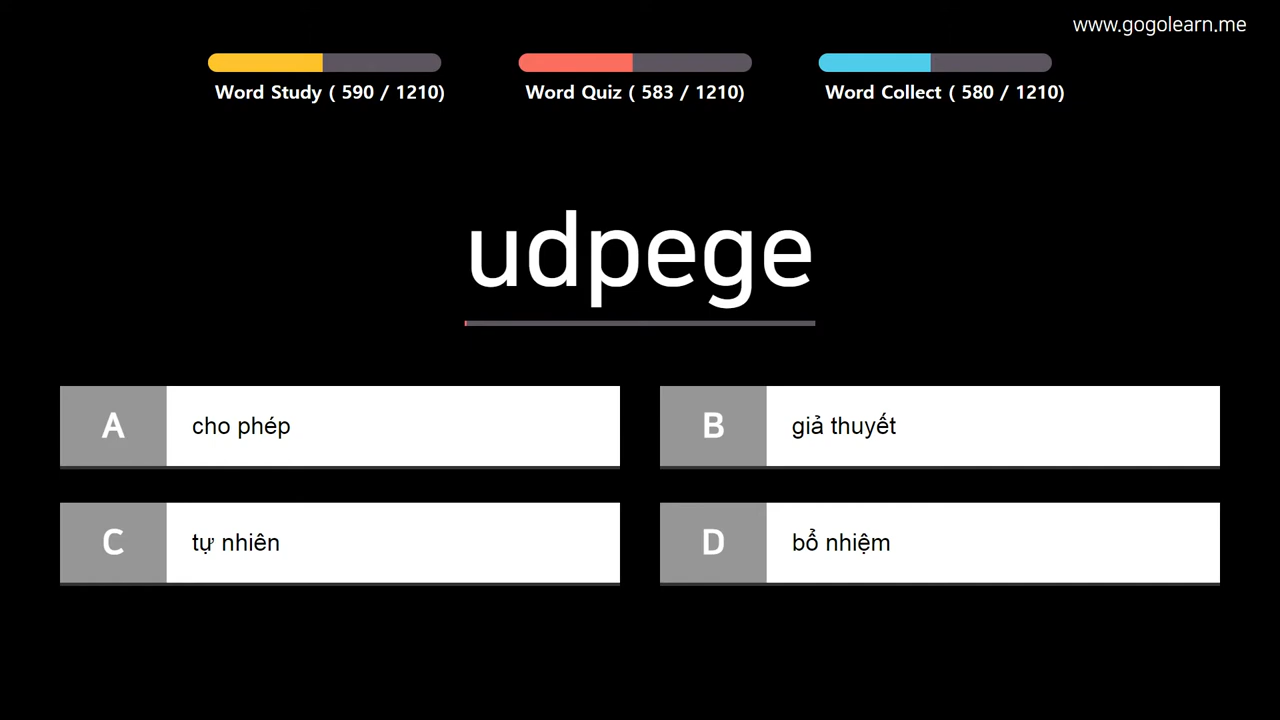 www.gogolearn.me
Word Study ( 590 / 1210)
Word Quiz ( 583 / 1210)
Word Collect ( 580 / 1210)
udpege
A cho phép
B giả thuyết
C tự nhiên
D bổ nhiệm